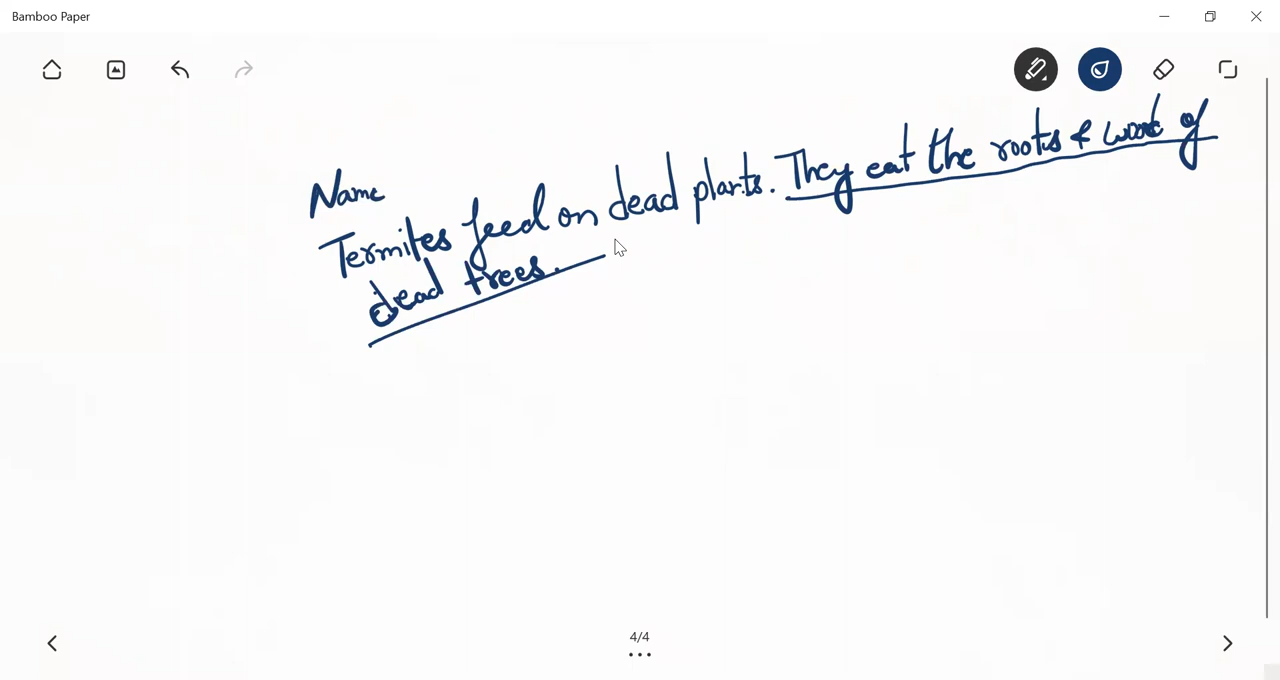 Bamboo Paper
Name
Termites feed on dead plants. They eat the roots & wood of
dead trees.
4/4